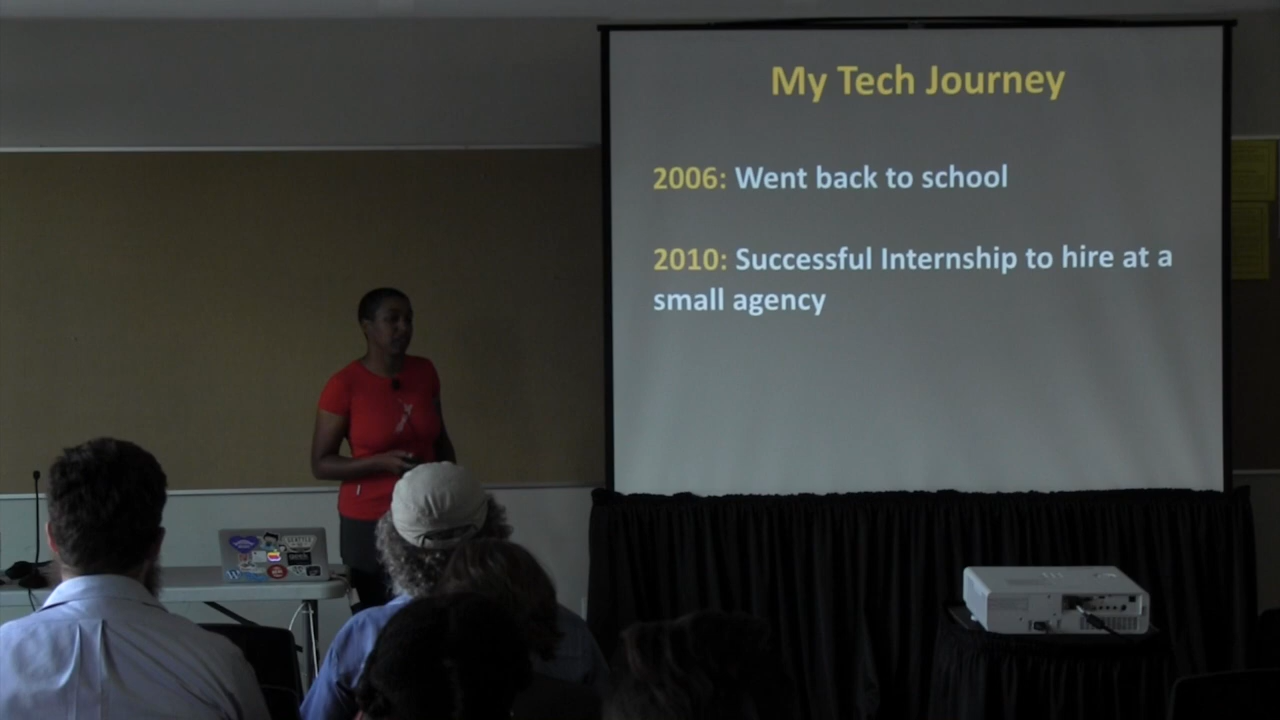 My Tech Journey
2006: Went back to school
2010: Successful Internship to hire at a
small agency